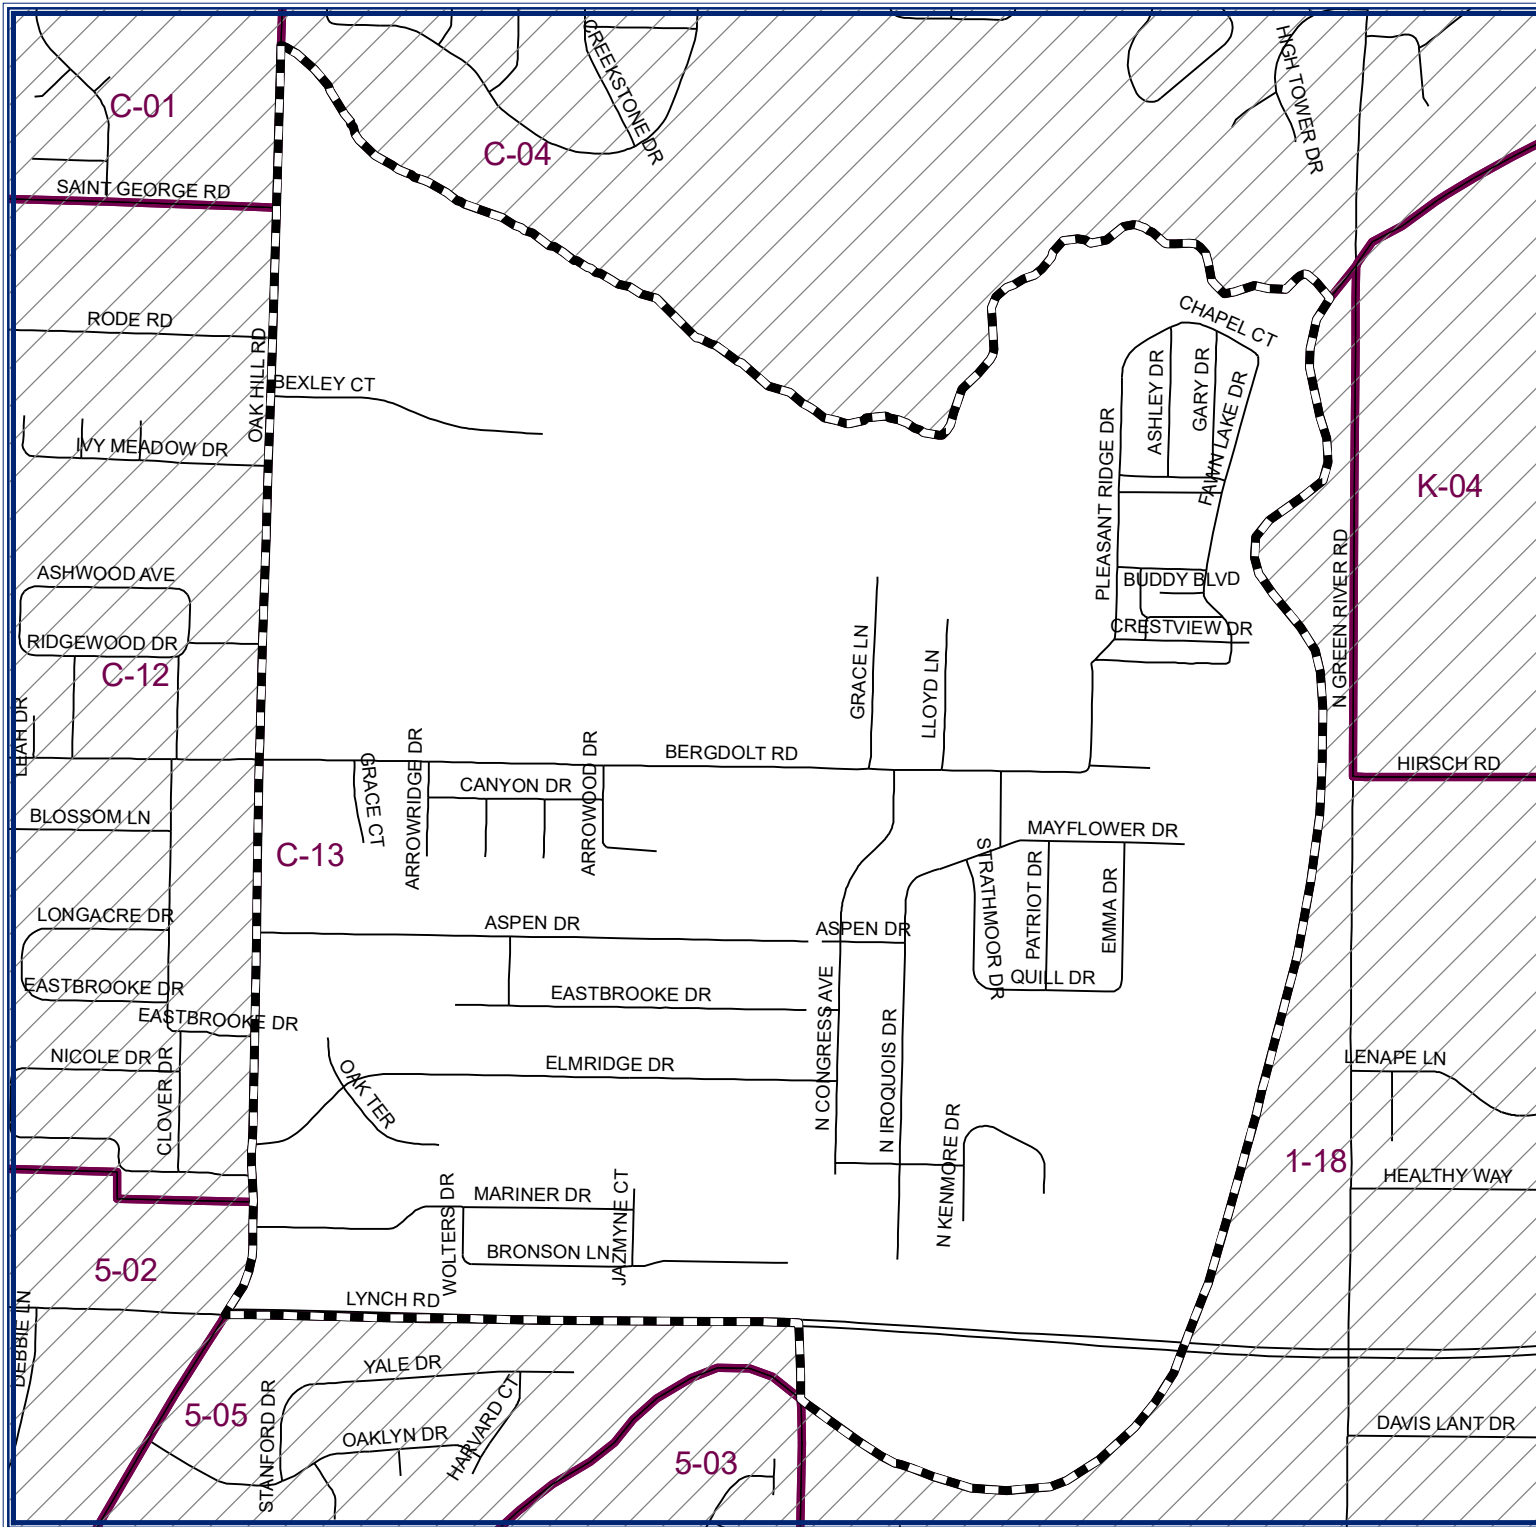 CREEKSTONE DR
HIGH TOWER DR
C-01
C-04
SAINT GEORGE RD
RODE RD
CHAPEL CT
OAK HILL RD
BEXLEY CT
ASHLEY DR
GARY DR
FAWN LAKE DR
IVY MEADOW DR
PLEASANT RIDGE DR
K-04
ASHWOOD AVE
BUDDY BLVD
N GREEN RIVER RD
RIDGEWOOD DR
CRESTVIEW DR
C-12
GRACE LN
LLOYD LN
LEAH DR
BERGDOLT RD
HIRSCH RD
GRACE CT
ARROWRIDGE DR
CANYON DR
ARROWOOD DR
BLOSSOM LN
MAYFLOWER DR
C-13
STRATHMOOR DR
PATRIOT DR
EMMA DR
LONGACRE DR
ASPEN DR
ASPEN DR
QUILL DR
EASTBROOKE DR
EASTBROOKE DR
EASTBROOKE DR
N CONGRESS AVE
N IROQUOIS DR
NICOLE DR
CLOVER DR
OAK TER
ELMRIDGE DR
LENAPE LN
N KENMORE DR
1-18
HEALTHY WAY
WOLTERS DR
MARINER DR
JAZMYNE CT
BRONSON LN
5-02
LYNCH RD
DEBBIE LN
YALE DR
5-05
STANFORD DR
OAKLYN DR
HARVARD CT
5-03
DAVIS LANT DR